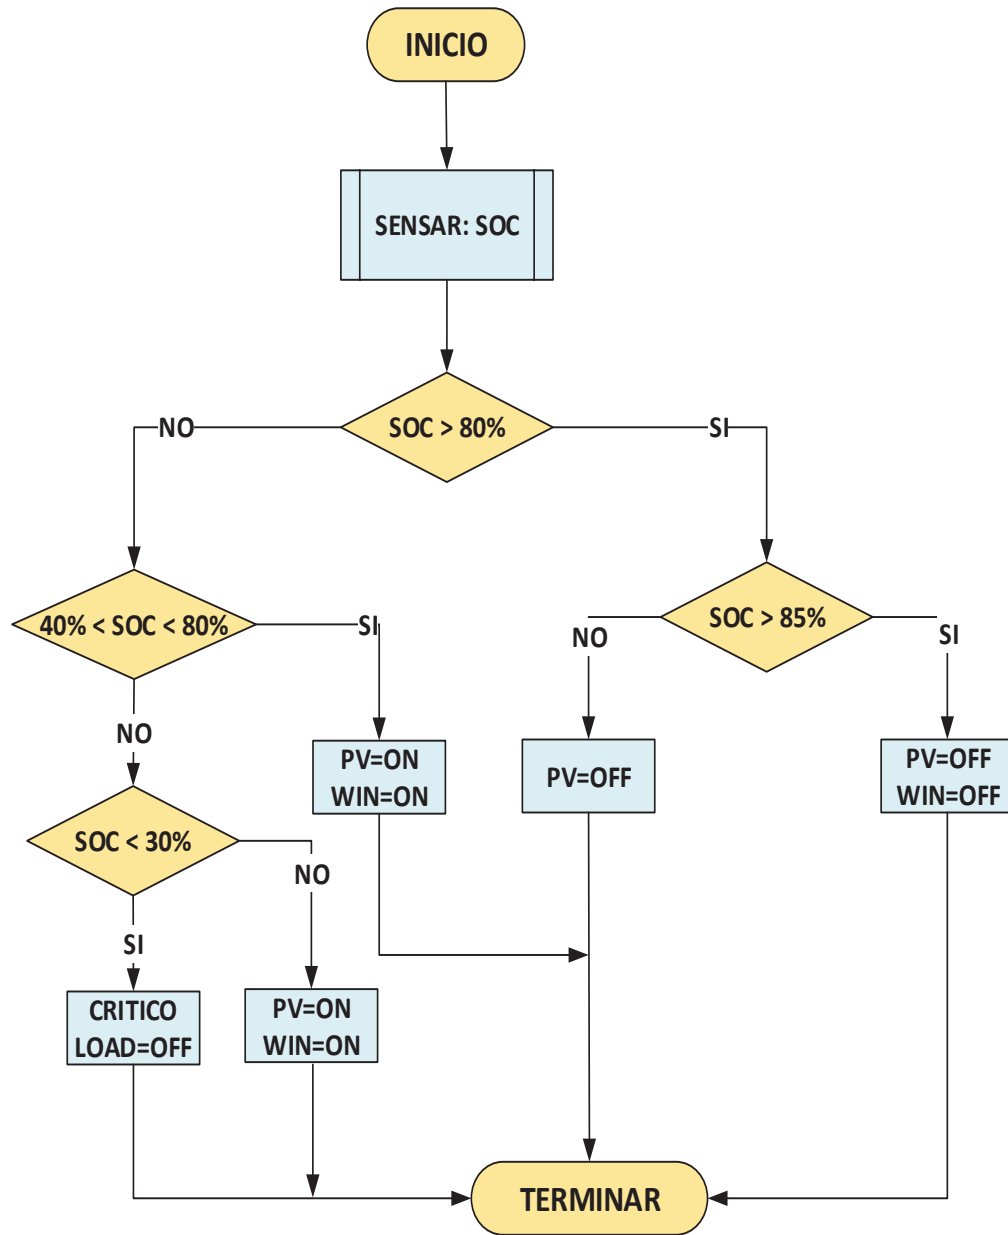 INICIO
SENSAR: SOC
SOC > 80%
NO
SI
40% < SOC < 80%
SI
SOC > 85%
NO
SI
NO
PV=ON
WIN=ON
PV=OFF
PV=OFF
WIN=OFF
SOC < 30%
NO
SI
CRITICO
LOAD=OFF
PV=ON
WIN=ON
TERMINAR